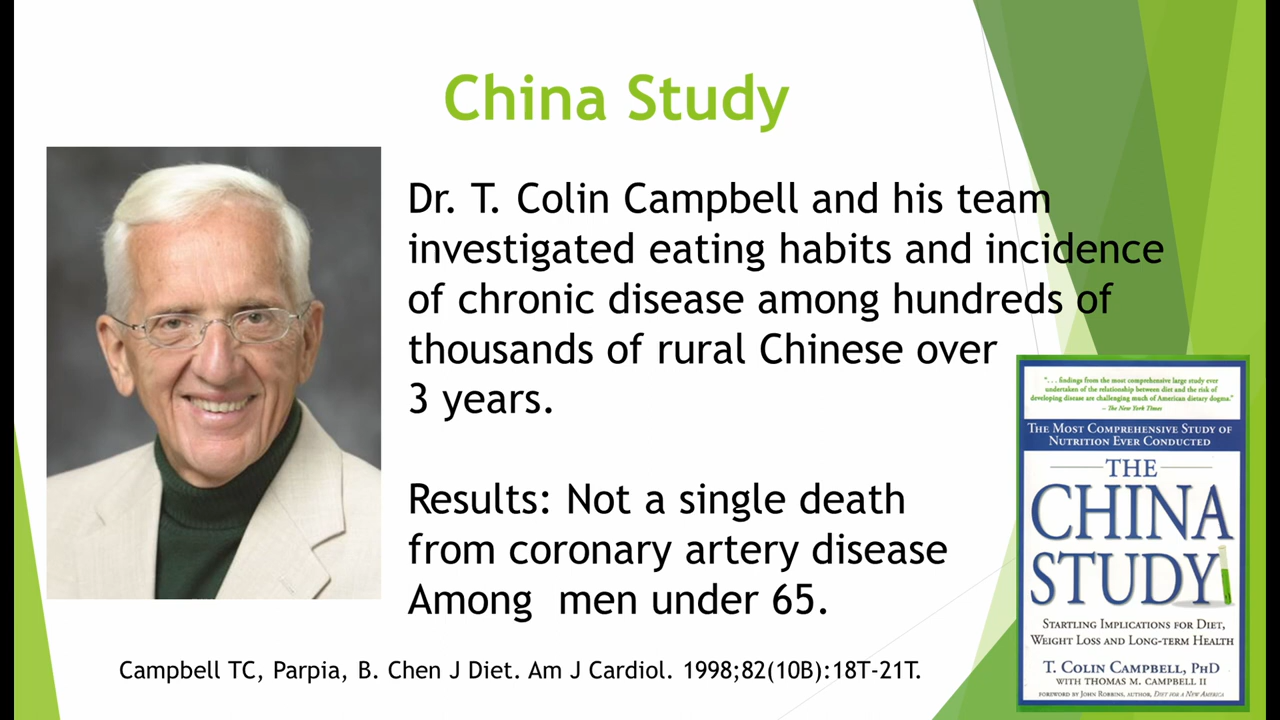 China Study
Dr. T. Colin Campbell and his team
investigated eating habits and incidence
of chronic disease among hundreds of
thousands of rural Chinese over
3 years.
Results: Not a single death
from coronary artery disease
Among  men under 65.
Campbell TC, Parpia, B. Chen J Diet. Am J Cardiol. 1998;82(10B):18T-21T.
". . . findings from the most comprehensive large study ever
undertaken of the relationship between diet and the risk of
developing disease are challenging much of American dietary dogma."
– The New York Times
THE MOST COMPREHENSIVE STUDY OF
NUTRITION EVER CONDUCTED
THE
CHINA
STUDY
STARTLING IMPLICATIONS FOR DIET,
WEIGHT LOSS AND LONG-TERM HEALTH
T. COLIN CAMPBELL, PHD
WITH THOMAS M. CAMPBELL II
FOREWORD BY JOHN ROBBINS, AUTHOR, DIET FOR A NEW AMERICA